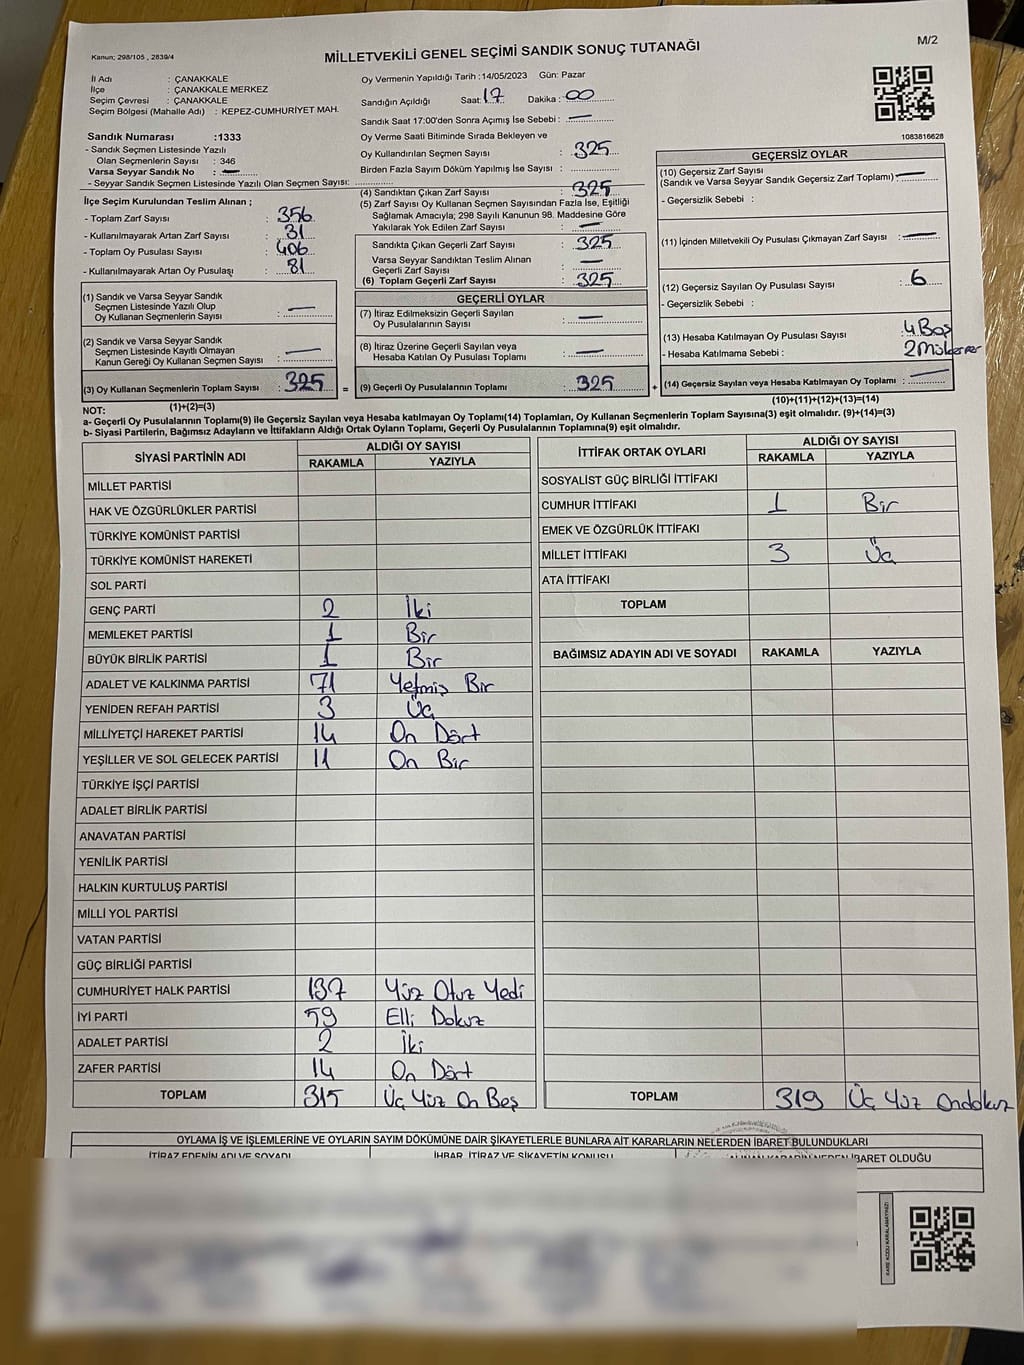 Kanun; 298/105 , 2839/4
MİLLETVEKİLİ GENEL SEÇİMİ SANDIK SONUÇ TUTANAĞI
M/2
İl Adı : ÇANAKKALE
İlçe : ÇANAKKALE MERKEZ
Seçim Çevresi : ÇANAKKALE
Seçim Bölgesi (Mahalle Adı) : KEPEZ-CUMHURİYET MAH.
Sandık Numarası :1333
- Sandık Seçmen Listesinde Yazılı
Olan Seçmenlerin Sayısı : 346
Varsa Seyyar Sandık No : —
- Seyyar Sandık Seçmen Listesinde Yazılı Olan Seçmen Sayısı:
İlçe Seçim Kurulundan Teslim Alınan ;
- Toplam Zarf Sayısı : 356
- Kullanılmayarak Artan Zarf Sayısı : 31
- Toplam Oy Pusulası Sayısı : 406
- Kullanılmayarak Artan Oy Pusulaşı : 81
(1) Sandık ve Varsa Seyyar Sandık
Seçmen Listesinde Yazılı Olup
Oy Kullanan Seçmenlerin Sayısı : —
(2) Sandık ve Varsa Seyyar Sandık
Seçmen Listesinde Kayıtlı Olmayan
Kanun Gereği Oy Kullanan Seçmen Sayısı : —
(3) Oy Kullanan Seçmenlerin Toplam Sayısı : 325 =
(1)+(2)=(3)
Oy Vermenin Yapıldığı Tarih :14/05/2023 Gün: Pazar
Sandığın Açıldığı Saat: 17 Dakika : 00
Sandık Saat 17:00'den Sonra Açımış İse Sebebi : —
Oy Verme Saati Bitiminde Sırada Bekleyen ve
Oy Kullandırılan Seçmen Sayısı : 325
Birden Fazla Sayım Döküm Yapılmış İse Sayısı :
(4) Sandıktan Çıkan Zarf Sayısı : 325
(5) Zarf Sayısı Oy Kullanan Seçmen Sayısından Fazla İse, Eşitliği
Sağlamak Amacıyla; 298 Sayılı Kanunun 98. Maddesine Göre
Yakılarak Yok Edilen Zarf Sayısı : —
Sandıkta Çıkan Geçerli Zarf Sayısı : 325
Varsa Seyyar Sandıktan Teslim Alınan
Geçerli Zarf Sayısı : —
(6) Toplam Geçerli Zarf Sayısı : 325
GEÇERLİ OYLAR
(7) İtiraz Edilmeksizin Geçerli Sayılan
Oy Pusulalarının Sayısı : —
(8) İtiraz Üzerine Geçerli Sayılan veya
Hesaba Katılan Oy Pusulası Toplamı : —
(9) Geçerli Oy Pusulalarının Toplamı : 325 +
1083816628
GEÇERSİZ OYLAR
(10) Geçersiz Zarf Sayısı
(Sandık ve Varsa Seyyar Sandık Geçersiz Zarf Toplamı) : —
- Geçersizlik Sebebi :
(11) İçinden Milletvekili Oy Pusulası Çıkmayan Zarf Sayısı : —
(12) Geçersiz Sayılan Oy Pusulası Sayısı : 6
- Geçersizlik Sebebi :
(13) Hesaba Katılmayan Oy Pusulası Sayısı : 4 Boş
- Hesaba Katılmama Sebebi : 2 Mükerrer
(14) Geçersiz Sayılan veya Hesaba Katılmayan Oy Toplamı : —
(10)+(11)+(12)+(13)=(14)
NOT:
a- Geçerli Oy Pusulalarının Toplamı(9) ile Geçersiz Sayılan veya Hesaba katılmayan Oy Toplamı(14) Toplamları, Oy Kullanan Seçmenlerin Toplam Sayısına(3) eşit olmalıdır. (9)+(14)=(3)
b- Siyasi Partilerin, Bağımsız Adayların ve İttifakların Aldığı Ortak Oyların Toplamı, Geçerli Oy Pusulalarının Toplamına(9) eşit olmalıdır.
SİYASİ PARTİNİN ADI ALDIĞI OY SAYISI
RAKAMLA YAZIYLA
MİLLET PARTİSİ
HAK VE ÖZGÜRLÜKLER PARTİSİ
TÜRKİYE KOMÜNİST PARTİSİ
TÜRKİYE KOMÜNİST HAREKETİ
SOL PARTİ
GENÇ PARTİ 2 İki
MEMLEKET PARTİSİ 1 Bir
BÜYÜK BİRLİK PARTİSİ 1 Bir
ADALET VE KALKINMA PARTİSİ 71 Yetmiş Bir
YENİDEN REFAH PARTİSİ 3 Üç
MİLLİYETÇİ HAREKET PARTİSİ 14 On Dört
YEŞİLLER VE SOL GELECEK PARTİSİ 11 On Bir
TÜRKİYE İŞÇİ PARTİSİ
ADALET BİRLİK PARTİSİ
ANAVATAN PARTİSİ
YENİLİK PARTİSİ
HALKIN KURTULUŞ PARTİSİ
MİLLİ YOL PARTİSİ
VATAN PARTİSİ
GÜÇ BİRLİĞİ PARTİSİ
CUMHURİYET HALK PARTİSİ 137 Yüz Otuz Yedi
İYİ PARTİ 59 Elli Dokuz
ADALET PARTİSİ 2 İki
ZAFER PARTİSİ 14 On Dört
TOPLAM 315 Üç Yüz On Beş
İTTİFAK ORTAK OYLARI ALDIĞI OY SAYISI
RAKAMLA YAZIYLA
SOSYALİST GÜÇ BİRLİĞİ İTTİFAKI
CUMHUR İTTİFAKI 1 Bir
EMEK VE ÖZGÜRLÜK İTTİFAKI
MİLLET İTTİFAKI 3 Üç
ATA İTTİFAKI
TOPLAM
BAĞIMSIZ ADAYIN ADI VE SOYADI RAKAMLA YAZIYLA
TOPLAM 319 Üç Yüz Ondokuz
OYLAMA İŞ VE İŞLEMLERİNE VE OYLARIN SAYIM DÖKÜMÜNE DAİR ŞİKAYETLERLE BUNLARA AİT KARARLARIN NELERDEN İBARET BULUNDUKLARI
İTİRAZ EDENİN ADI VE SOYADI İHBAR, İTİRAZ VE ŞİKAYETİN KONUSU ALINAN KARARIN NEDEN İBARET OLDUĞU